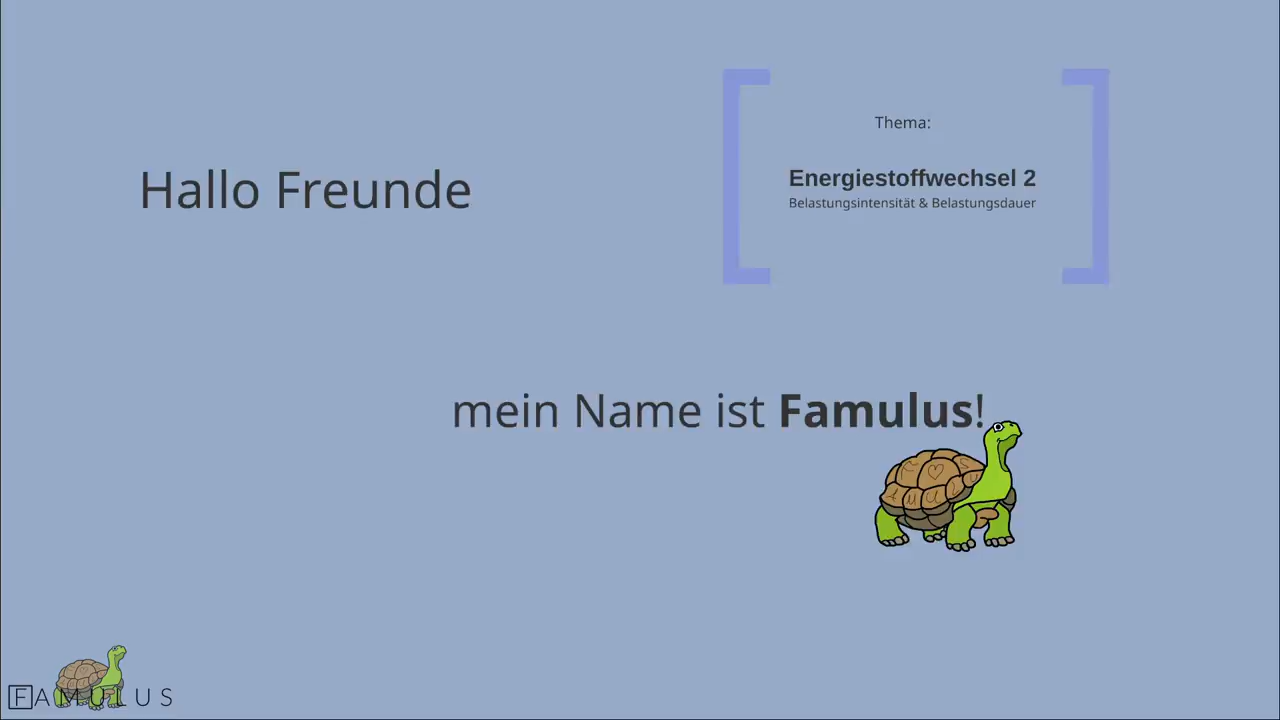 Hallo Freunde
Thema:
Energiestoffwechsel 2
Belastungsintensität & Belastungsdauer
mein Name ist Famulus!
FAMULUS